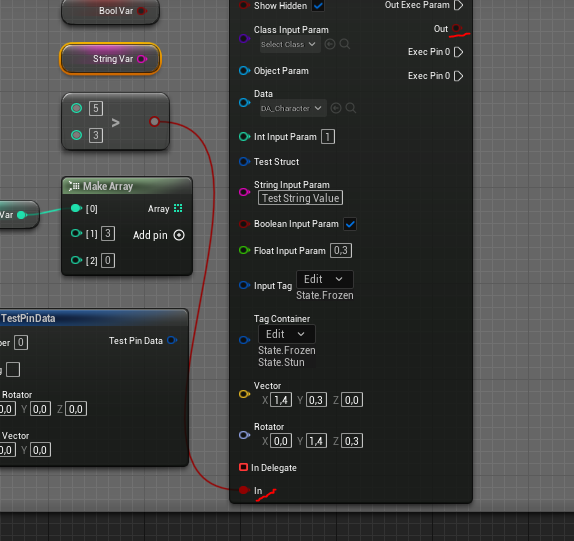 Bool Var
String Var
5
3
>
Var
Make Array
[0]
Array
[1] 3
Add pin
[2] 0
TestPinData
0
Test Pin Data
Rotator
0,0 Y 0,0 Z 0,0
Vector
0,0 Y 0,0
Show Hidden
Out Exec Param
Class Input Param
Select Class
Out
Exec Pin 0
Object Param
Exec Pin 0
Data
DA_Character
Int Input Param 1
Test Struct
String Input Param
Test String Value
Boolean Input Param
Float Input Param 0,3
Input Tag
Edit
State.Frozen
Tag Container
Edit
State.Frozen
State.Stun
Vector
X 1,4 Y 0,3 Z 0,0
Rotator
X 0,0 Y 1,4 Z 0,3
In Delegate
In